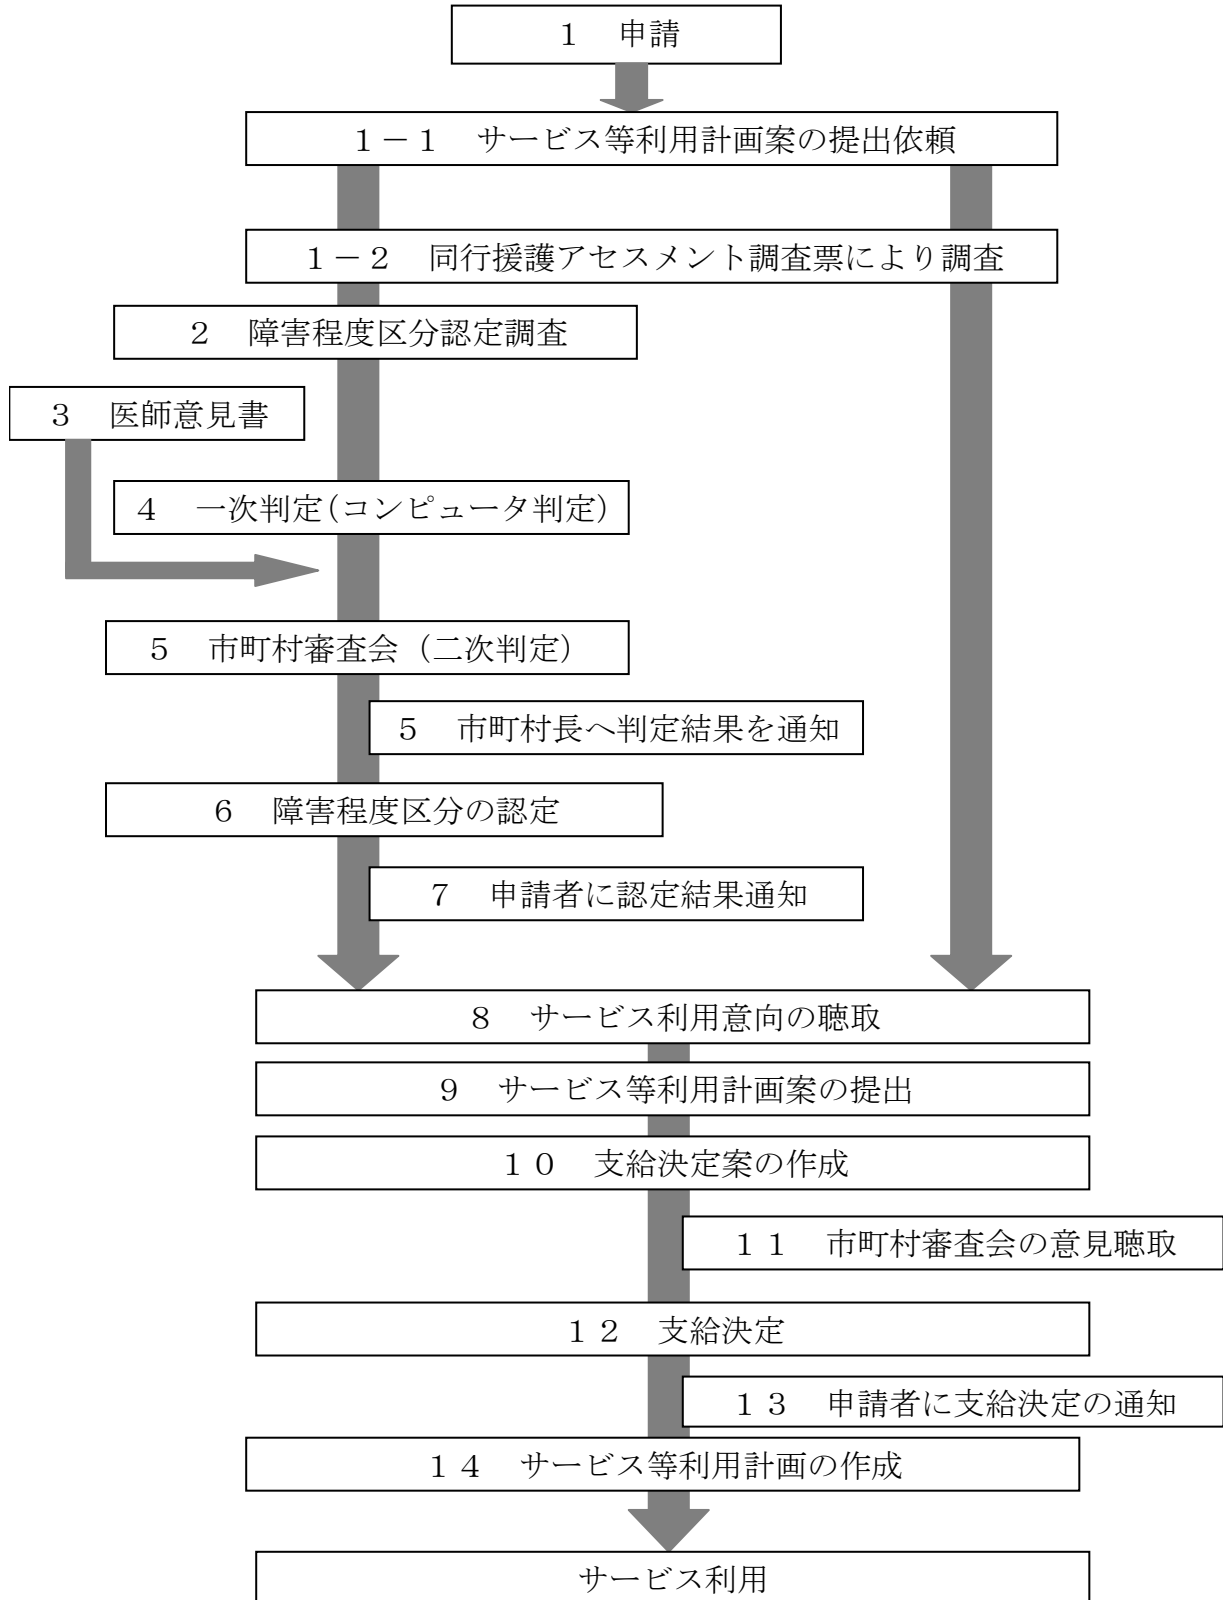 １　申請
１－１　サービス等利用計画案の提出依頼
１－２　同行援護アセスメント調査票により調査
２　障害程度区分認定調査
３　医師意見書
４　一次判定（コンピュータ判定）
５　市町村審査会（二次判定）
５　市町村長へ判定結果を通知
６　障害程度区分の認定
７　申請者に認定結果通知
８　サービス利用意向の聴取
９　サービス等利用計画案の提出
１０　支給決定案の作成
１１　市町村審査会の意見聴取
１２　支給決定
１３　申請者に支給決定の通知
１４　サービス等利用計画の作成
サービス利用